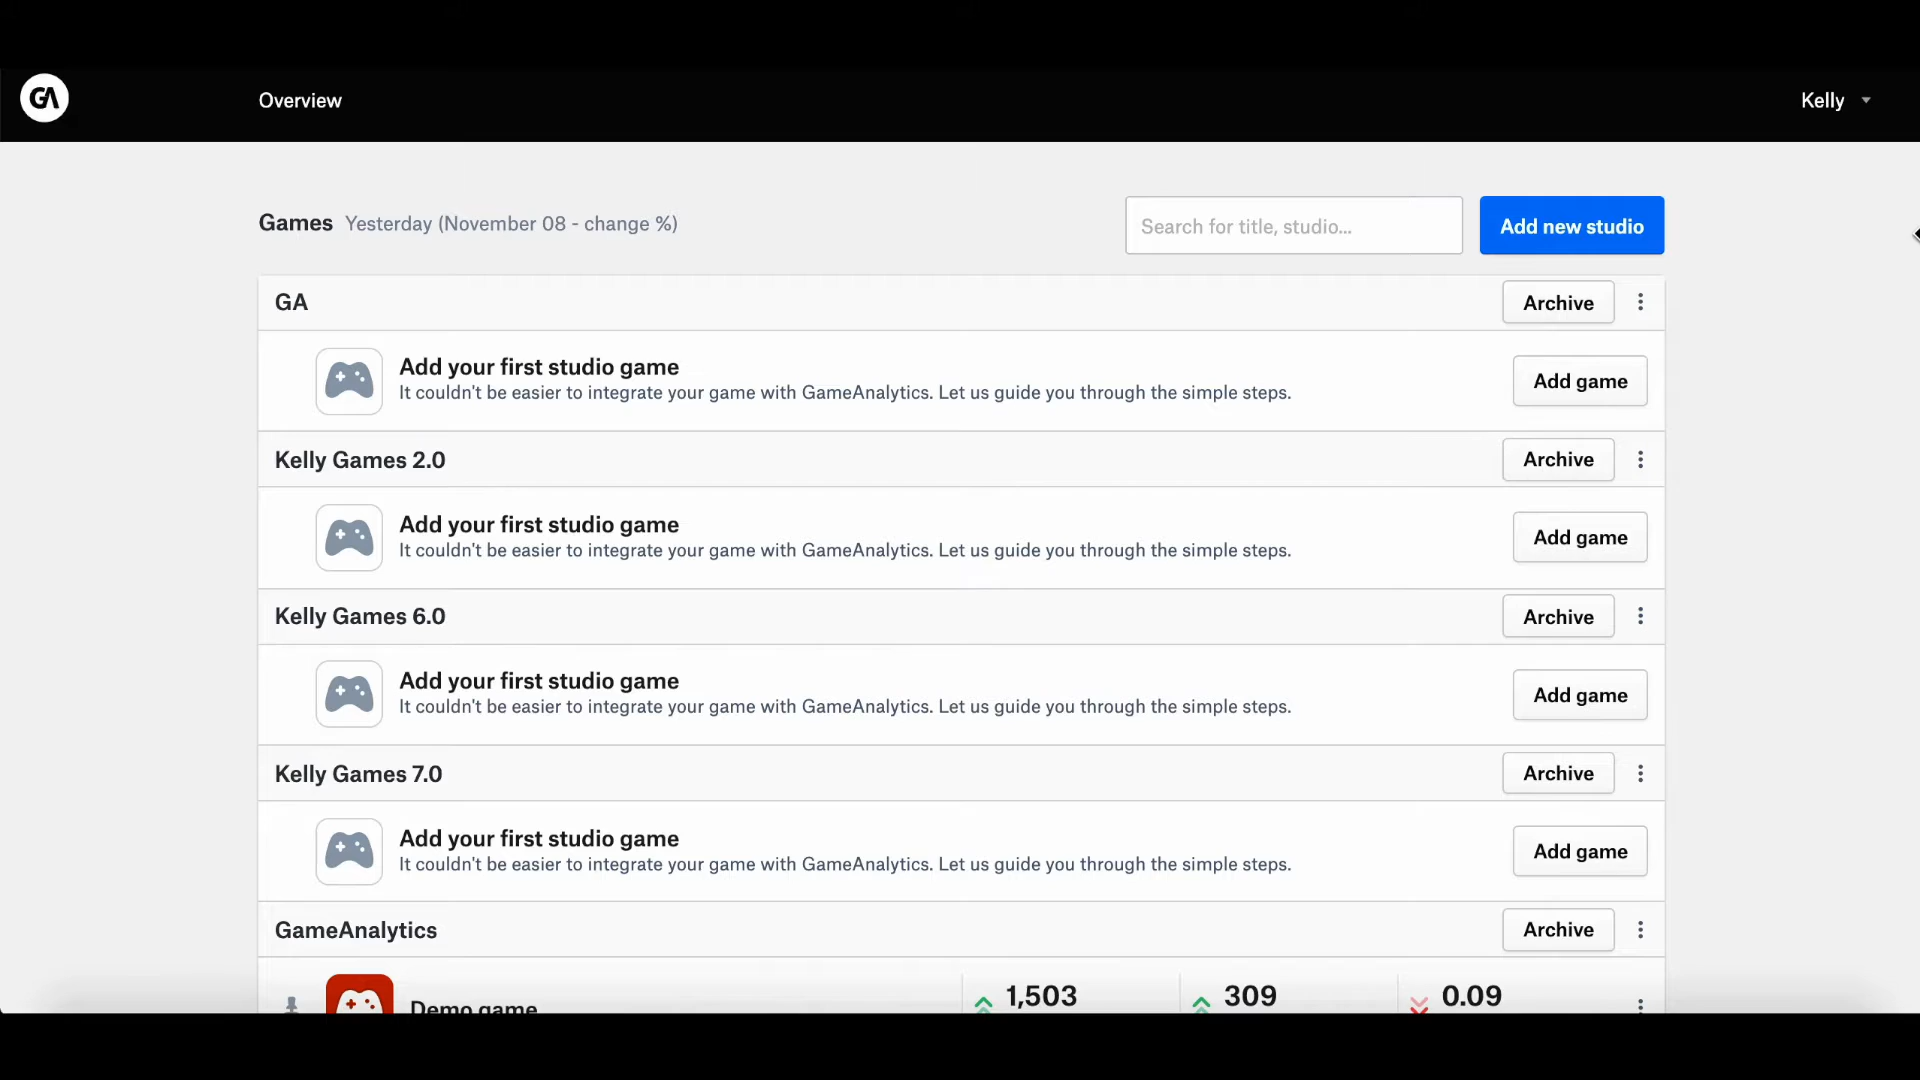 GA
Overview
Kelly
Games Yesterday (November 08 - change %)
Search for title, studio...
Add new studio
GA
Archive
Add your first studio game
It couldn't be easier to integrate your game with GameAnalytics. Let us guide you through the simple steps.
Add game
Kelly Games 2.0
Archive
Add your first studio game
It couldn't be easier to integrate your game with GameAnalytics. Let us guide you through the simple steps.
Add game
Kelly Games 6.0
Archive
Add your first studio game
It couldn't be easier to integrate your game with GameAnalytics. Let us guide you through the simple steps.
Add game
Kelly Games 7.0
Archive
Add your first studio game
It couldn't be easier to integrate your game with GameAnalytics. Let us guide you through the simple steps.
Add game
GameAnalytics
Archive
Demo game
1,503
309
0.09